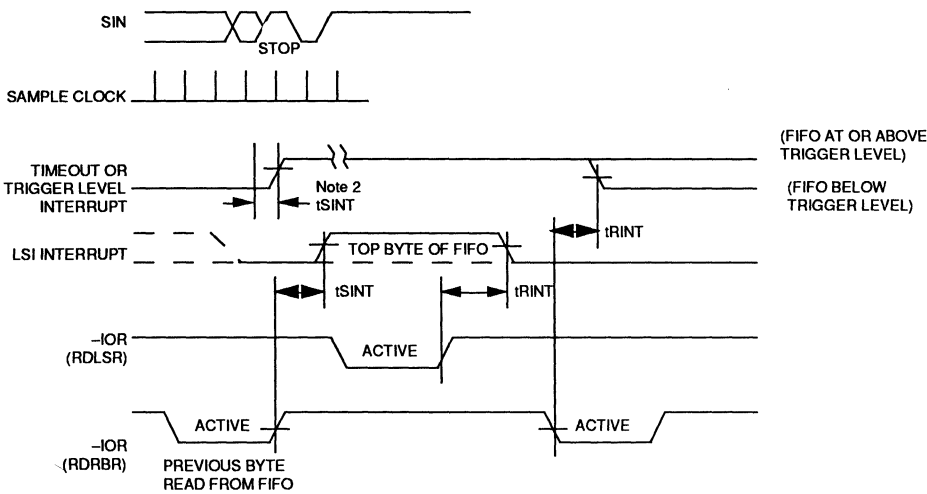 SIN
STOP
SAMPLE CLOCK
(FIFO AT OR ABOVE
TRIGGER LEVEL)
TIMEOUT OR
TRIGGER LEVEL
INTERRUPT
Note 2
tSINT
(FIFO BELOW
TRIGGER LEVEL)
tRINT
LSI INTERRUPT
TOP BYTE OF FIFO
tSINT
tRINT
–IOR
(RDLSR)
ACTIVE
ACTIVE
ACTIVE
–IOR
(RDRBR)
PREVIOUS BYTE
READ FROM FIFO